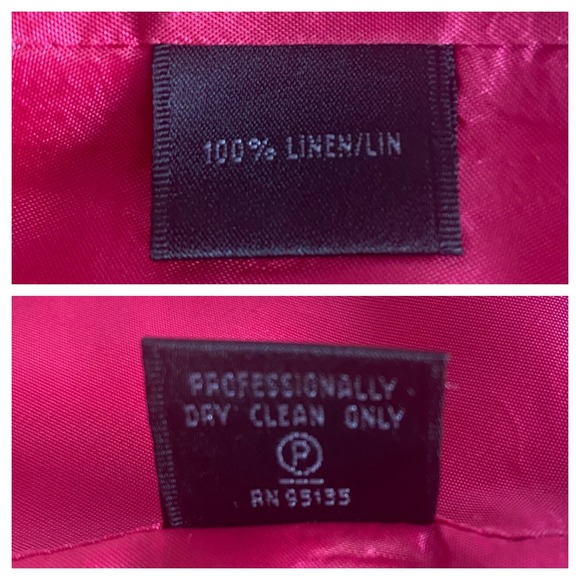 100% LINEN/LIN
PROFESSIONALLY
DRY CLEAN ONLY
P
RN 95135